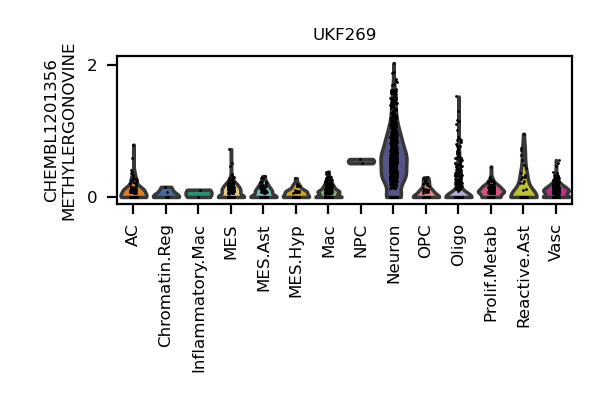 UKF269
CHEMBL1201356
METHYLERGONOVINE
2
0
AC
Chromatin.Reg
Inflammatory.Mac
MES
MES.Ast
MES.Hyp
Mac
NPC
Neuron
OPC
Oligo
Prolif.Metab
Reactive.Ast
Vasc